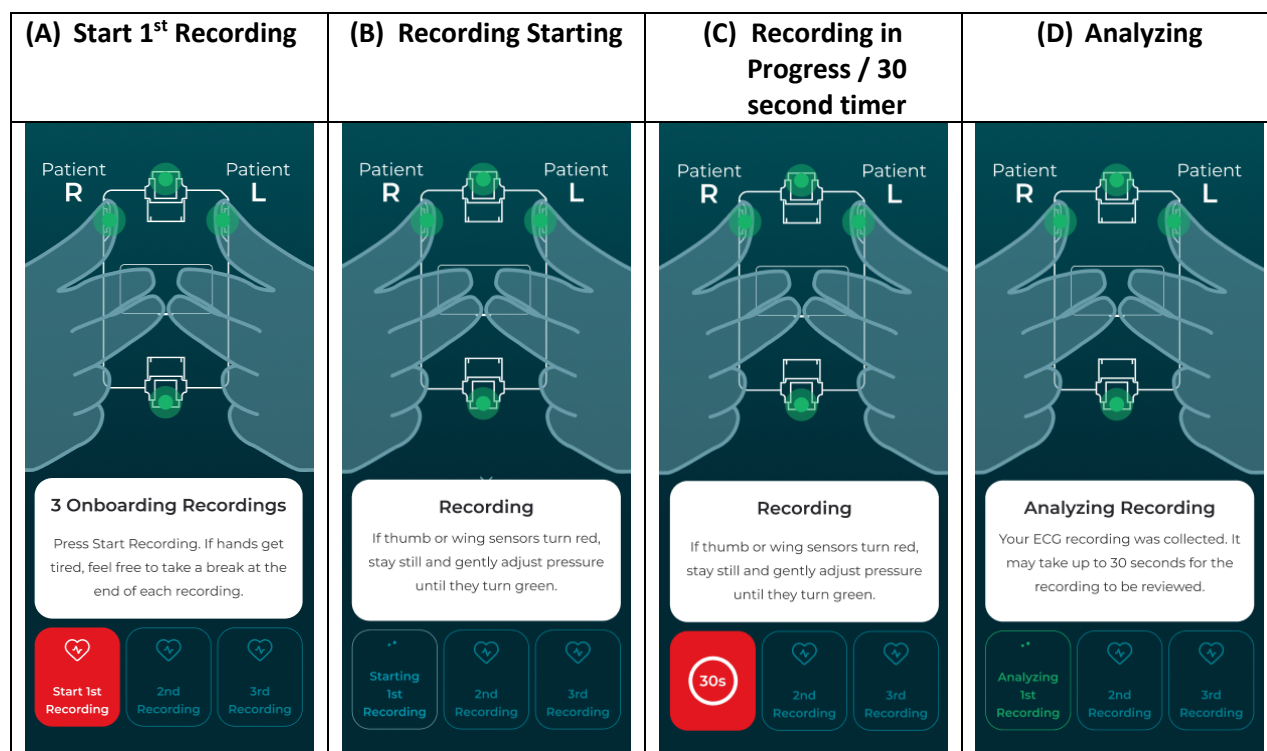 (A) Start 1st Recording
(B) Recording Starting
(C) Recording in
Progress / 30
second timer
(D) Analyzing
Patient
R
Patient
L
3 Onboarding Recordings
Press Start Recording. If hands get
tired, feel free to take a break at the
end of each recording.
Start 1st
Recording
2nd
Recording
3rd
Recording
Patient
R
Patient
L
Recording
If thumb or wing sensors turn red,
stay still and gently adjust pressure
until they turn green.
Starting
1st
Recording
2nd
Recording
3rd
Recording
Patient
R
Patient
L
Recording
If thumb or wing sensors turn red,
stay still and gently adjust pressure
until they turn green.
30s
2nd
Recording
3rd
Recording
Patient
R
Patient
L
Analyzing Recording
Your ECG recording was collected. It
may take up to 30 seconds for the
recording to be reviewed.
Analyzing
1st
Recording
2nd
Recording
3rd
Recording